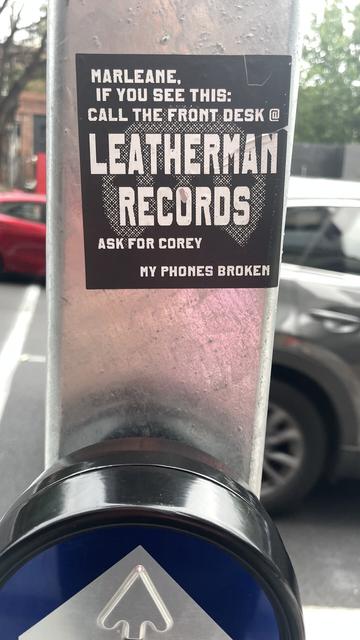 MARLEANE,
IF YOU SEE THIS:
CALL THE FRONT DESK @
LEATHERMAN
RECORDS
ASK FOR COREY
MY PHONES BROKEN